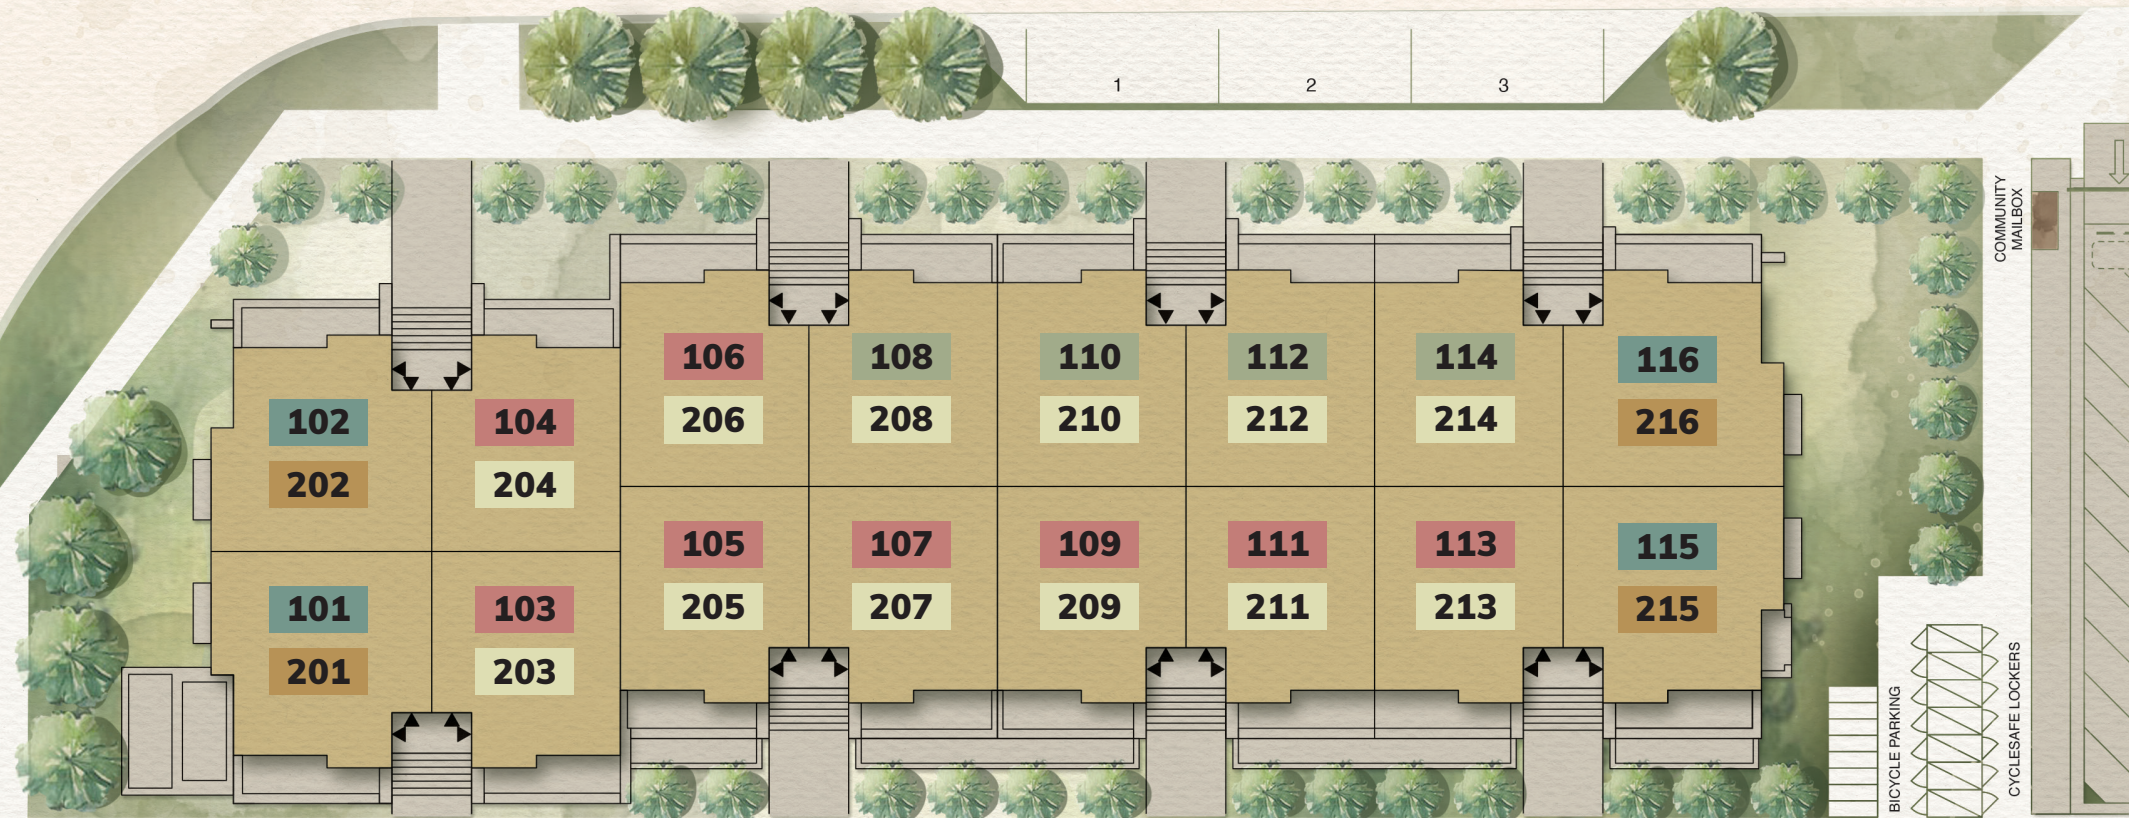 1 2 3
COMMUNITY
MAILBOX
106 108 110 112 114 116
206 208 210 212 214 216
102 104
202 204
105 107 109 111 113 115
205 207 209 211 213 215
101 103
201 203
BICYCLE PARKING
CYCLESAFE LOCKERS